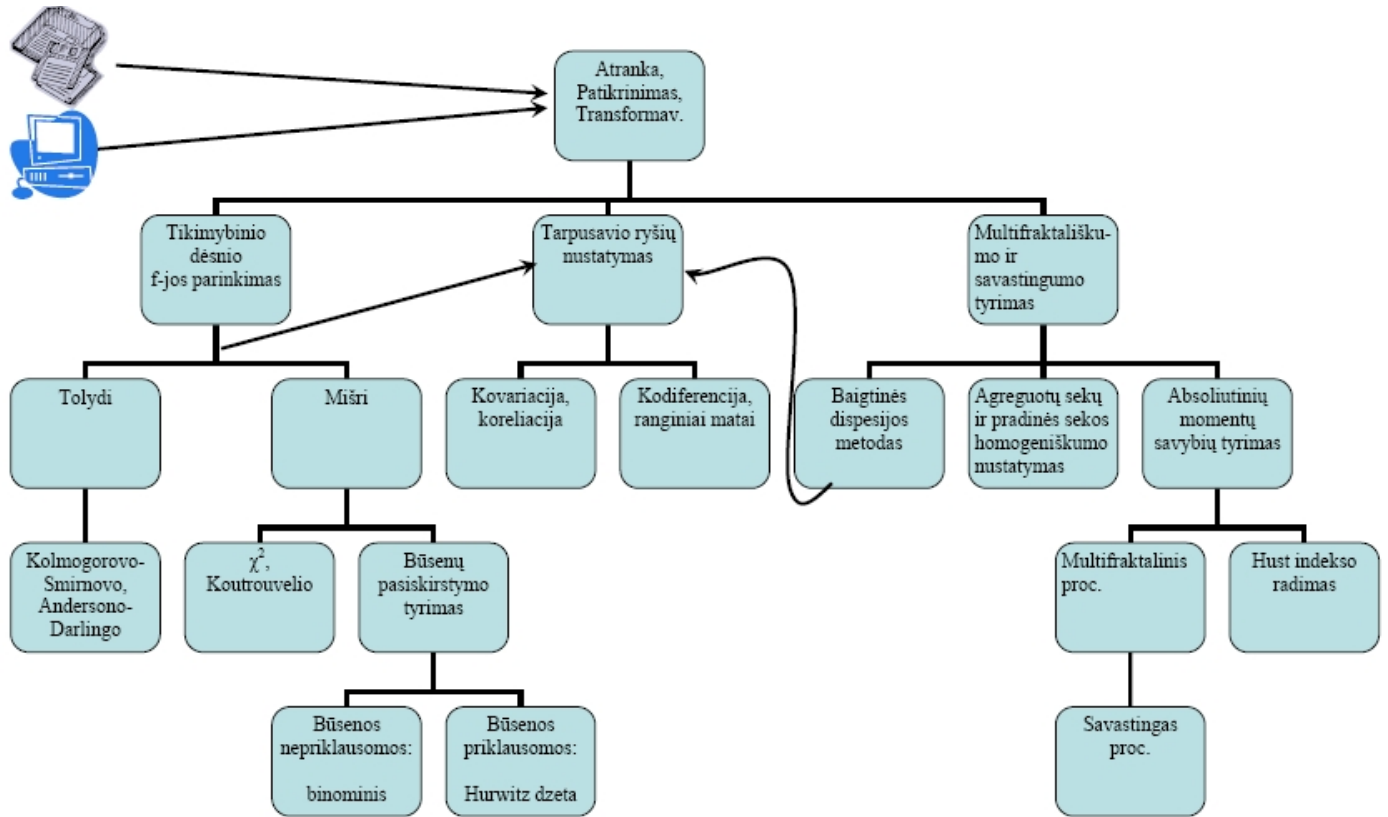 Atranka,
Patikrinimas,
Transformav.
Tikimybinio
dėsnio
f-jos parinkimas
Tarpusavio ryšių
nustatymas
Multifraktališku-
mo ir
savastingumo
tyrimas
Tolydi
Mišri
Kovariacija,
koreliacija
Kodiferencija,
ranginiai matai
Baigtinės
dispesijos
metodas
Agreguotų sekų
ir pradinės sekos
homogeniškumo
nustatymas
Absoliutinių
momentų
savybių tyrimas
Kolmogorovo-
Smirnovo,
Andersono-
Darlingo
χ²,
Koutrouvelio
Būsenų
pasiskirstymo
tyrimas
Multifraktalinis
proc.
Hust indekso
radimas
Būsenos
nepriklausomos:
binominis
Būsenos
priklausomos:
Hurwitz dzeta
Savastingas
proc.